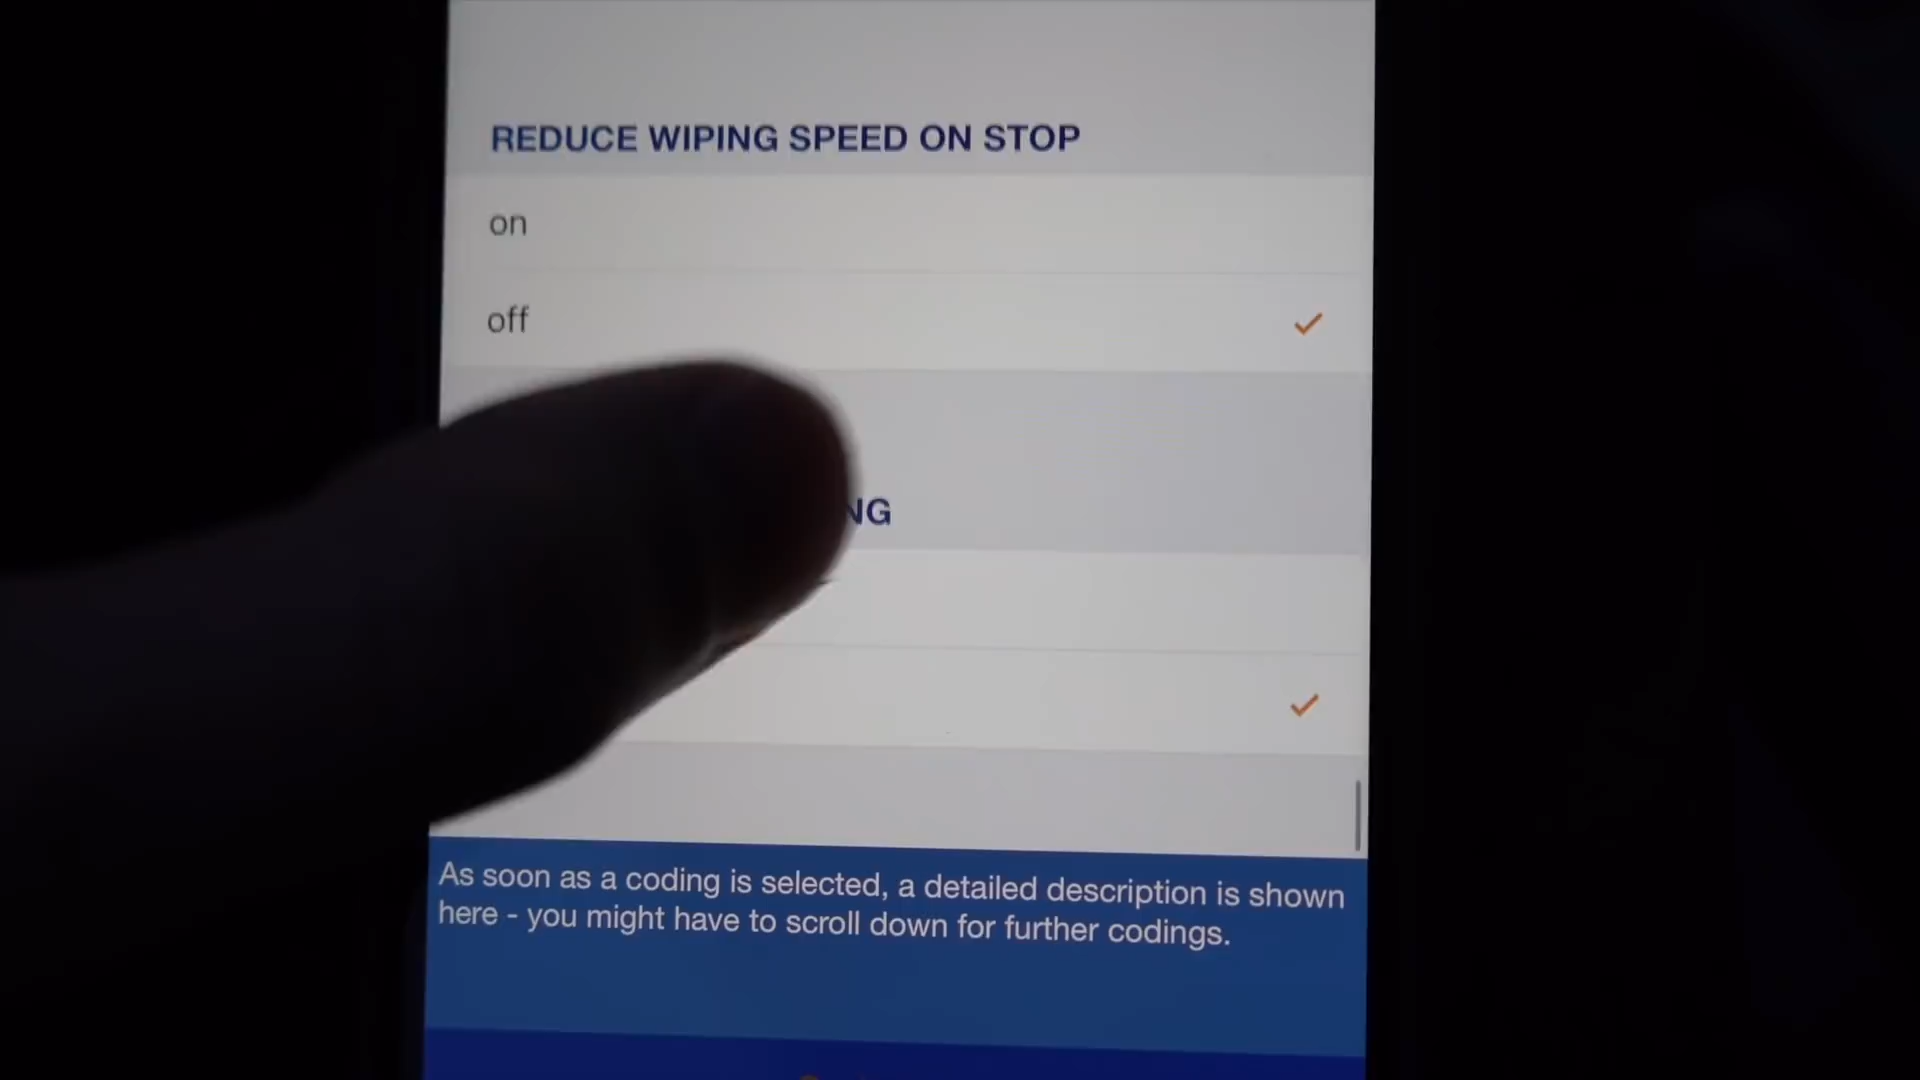 REDUCE WIPING SPEED ON STOP
on
off
As soon as a coding is selected, a detailed description is shown
here - you might have to scroll down for further codings.